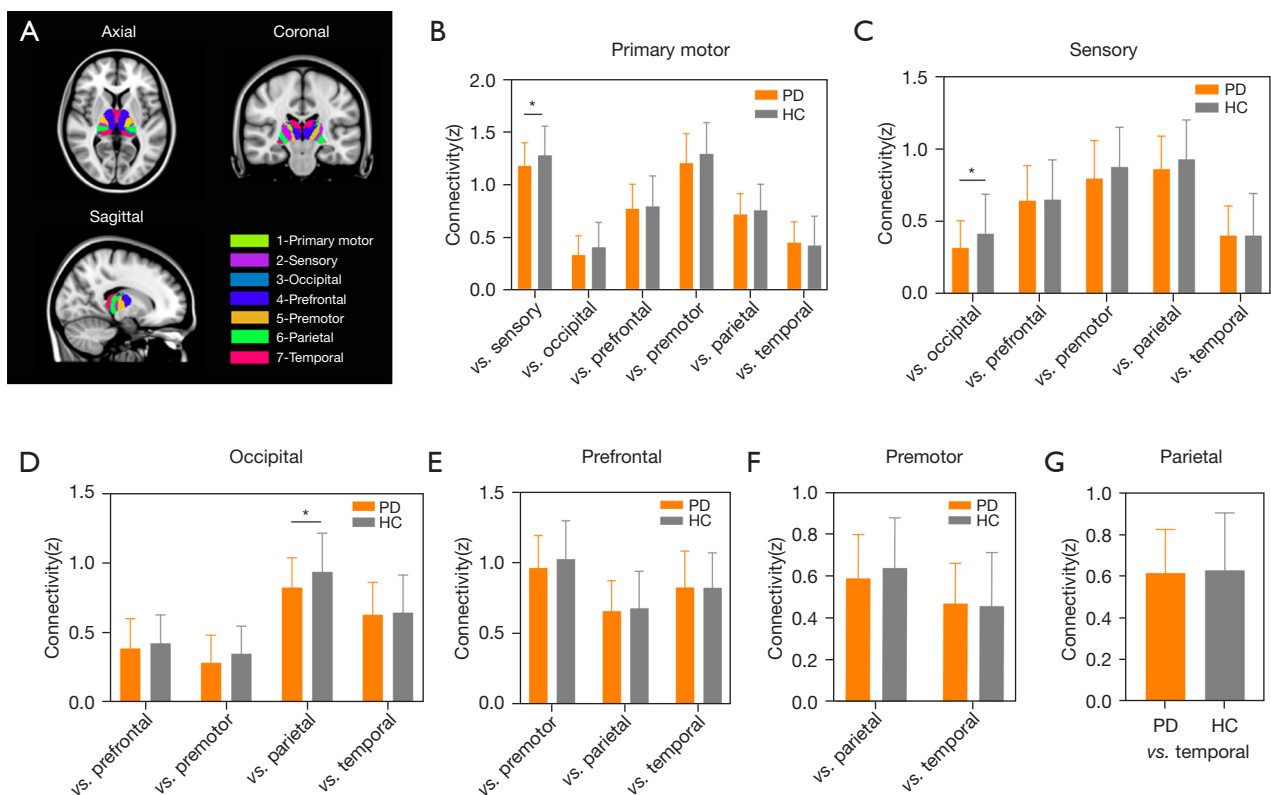 A
Axial
Coronal
Sagittal
1-Primary motor
2-Sensory
3-Occipital
4-Prefrontal
5-Premotor
6-Parietal
7-Temporal
B
Primary motor
Connectivity(z)
2.0
1.5
1.0
0.5
0.0
*
PD
HC
vs. sensory
vs. occipital
vs. prefrontal
vs. premotor
vs. parietal
vs. temporal
C
Sensory
Connectivity(z)
1.5
1.0
0.5
0.0
*
PD
HC
vs. occipital
vs. prefrontal
vs. premotor
vs. parietal
vs. temporal
D
Occipital
Connectivity(z)
1.5
1.0
0.5
0.0
*
PD
HC
vs. prefrontal
vs. premotor
vs. parietal
vs. temporal
E
Prefrontal
Connectivity(z)
1.5
1.0
0.5
0.0
PD
HC
vs. premotor
vs. parietal
vs. temporal
F
Premotor
Connectivity(z)
1.0
0.8
0.6
0.4
0.2
0.0
PD
HC
vs. parietal
vs. temporal
G
Parietal
Connectivity(z)
1.0
0.8
0.6
0.4
0.2
0.0
PD HC
vs. temporal